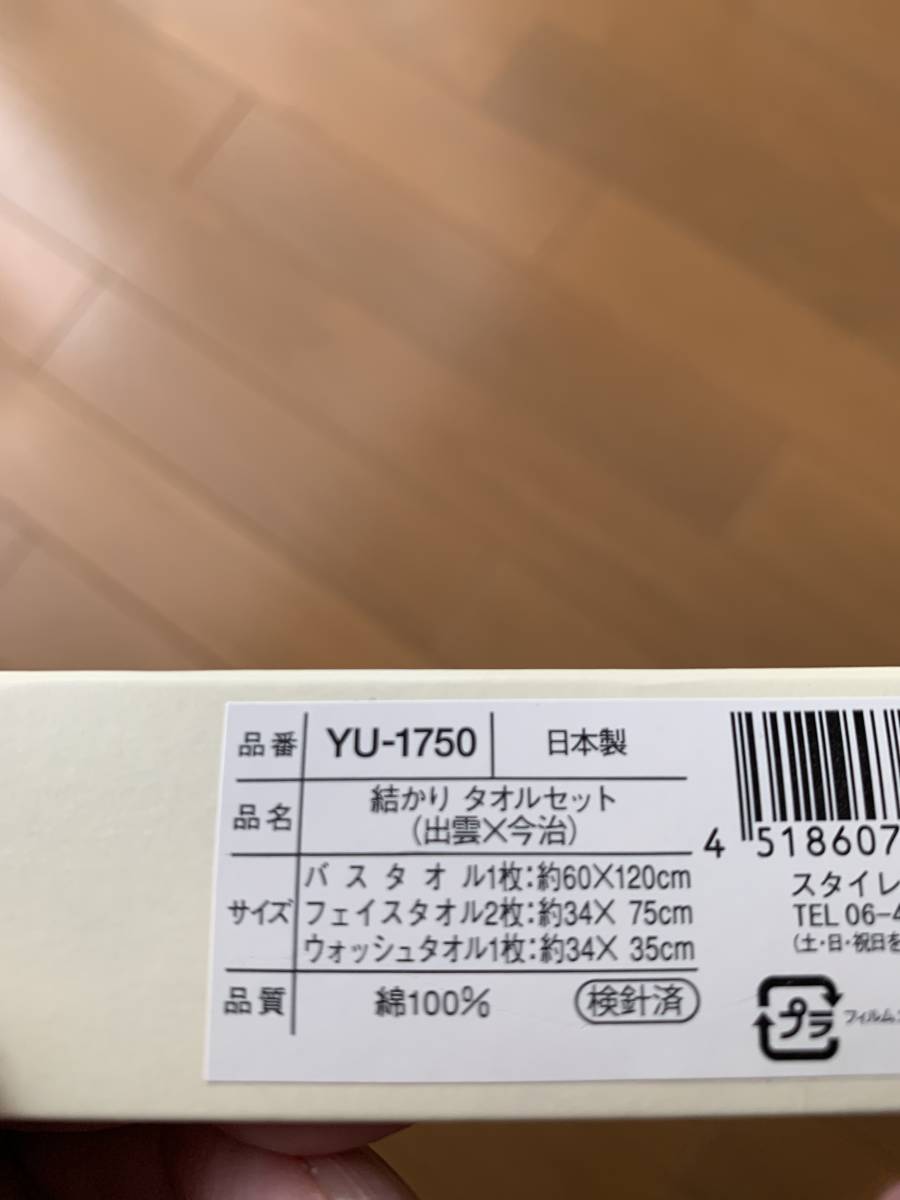 品番 YU-1750 日本製
品名 結かり タオルセット
（出雲×今治）
サイズ バスタオル1枚：約60×120cm
フェイスタオル2枚：約34× 75cm
ウォッシュタオル1枚：約34× 35cm
品質 綿100% 検針済
4 518607
スタイレ
TEL 06-4
（土・日・祝日を
プラ フィルム